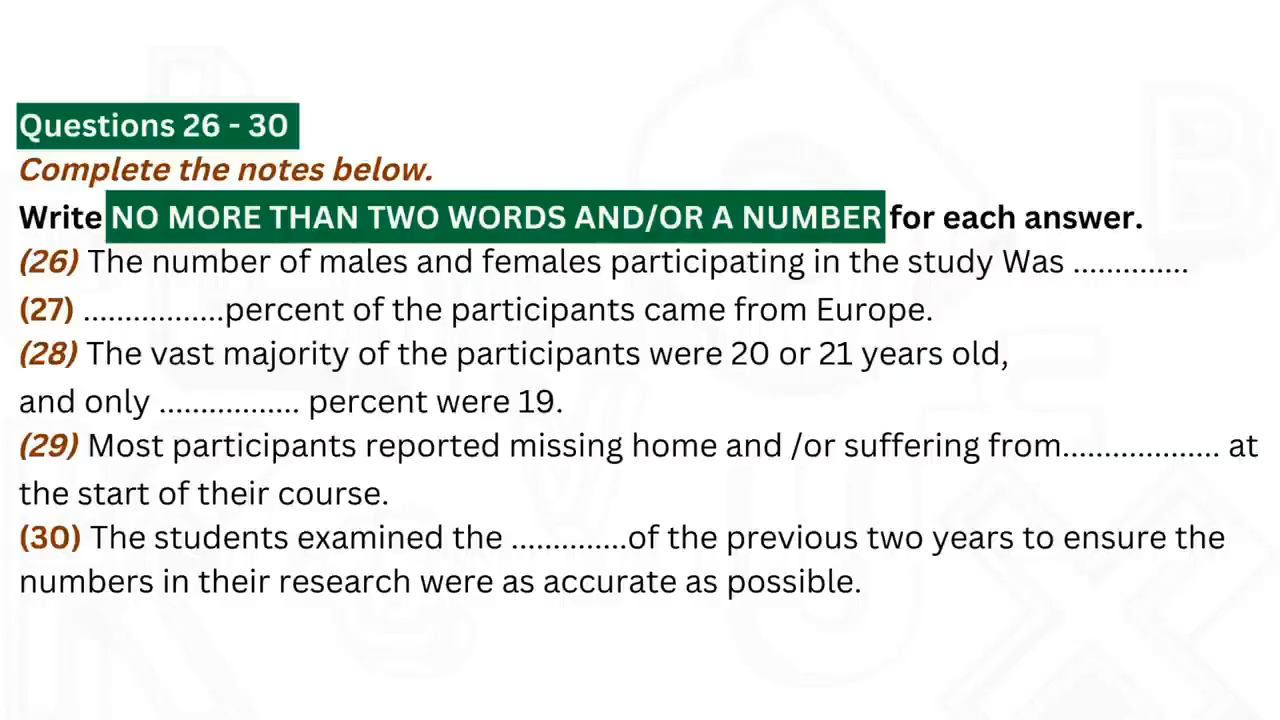 Questions 26 - 30
Complete the notes below.
Write NO MORE THAN TWO WORDS AND/OR A NUMBER for each answer.
(26) The number of males and females participating in the study Was ..............
(27) .................percent of the participants came from Europe.
(28) The vast majority of the participants were 20 or 21 years old,
and only ................. percent were 19.
(29) Most participants reported missing home and /or suffering from................... at
the start of their course.
(30) The students examined the ..............of the previous two years to ensure the
numbers in their research were as accurate as possible.